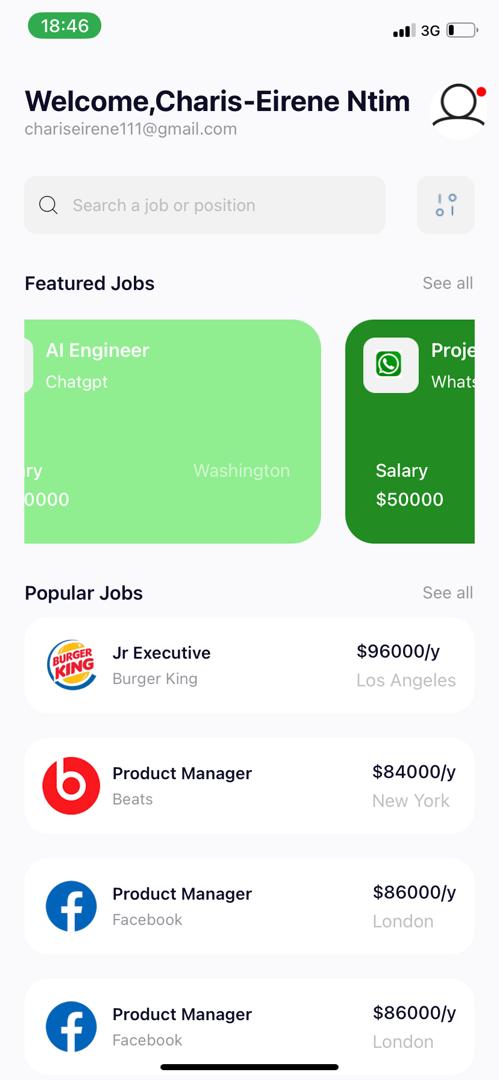 18:46
3G
Welcome,Charis-Eirene Ntim
chariseirene111@gmail.com
Search a job or position
Featured Jobs
See all
AI Engineer
Chatgpt
ry
Washington
0000
Proje
Whats
Salary
$50000
Popular Jobs
See all
BURGER
KING
Jr Executive
$96000/y
Burger King
Los Angeles
Product Manager
$84000/y
Beats
New York
Product Manager
$86000/y
Facebook
London
Product Manager
$86000/y
Facebook
London